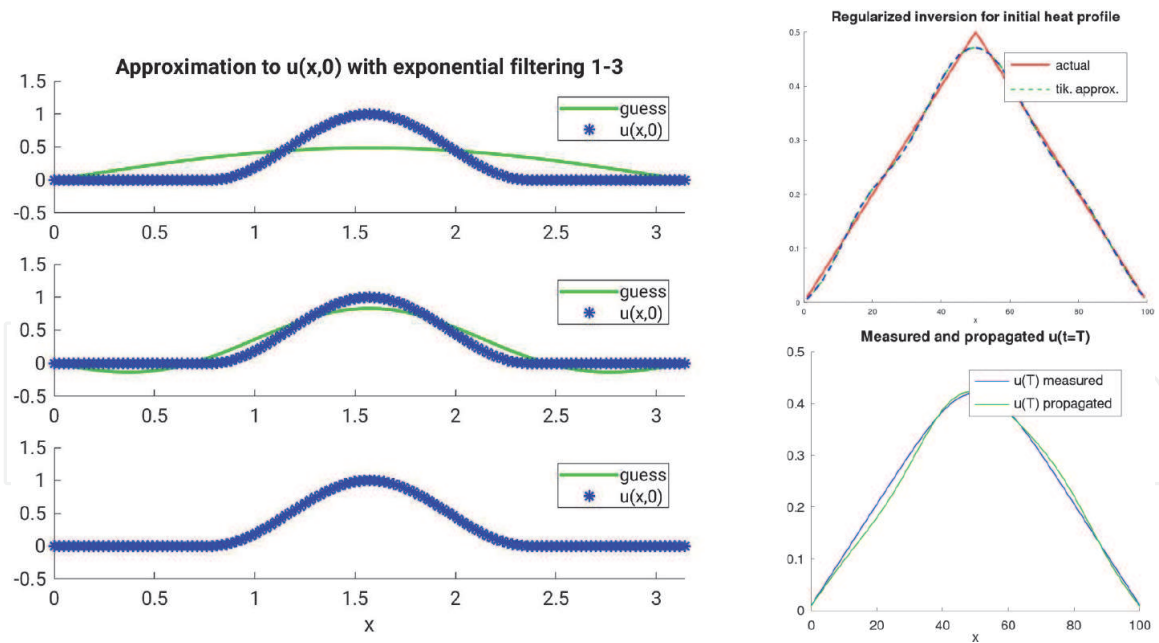 Approximation to u(x,0) with exponential filtering 1-3
1.5
1
0.5
0
-0.5
guess
u(x,0)
0 0.5 1 1.5 2 2.5 3
1.5
1
0.5
0
-0.5
guess
u(x,0)
0 0.5 1 1.5 2 2.5 3
1.5
1
0.5
0
-0.5
guess
u(x,0)
0 0.5 1 1.5 2 2.5 3
x
Regularized inversion for initial heat profile
0.5
0.4
0.3
0.2
0.1
0
actual
tik. approx.
0 20 40 60 80 100
x
Measured and propagated u(t=T)
0.5
0.4
0.3
0.2
0.1
0
u(T) measured
u(T) propagated
0 20 40 60 80 100
x